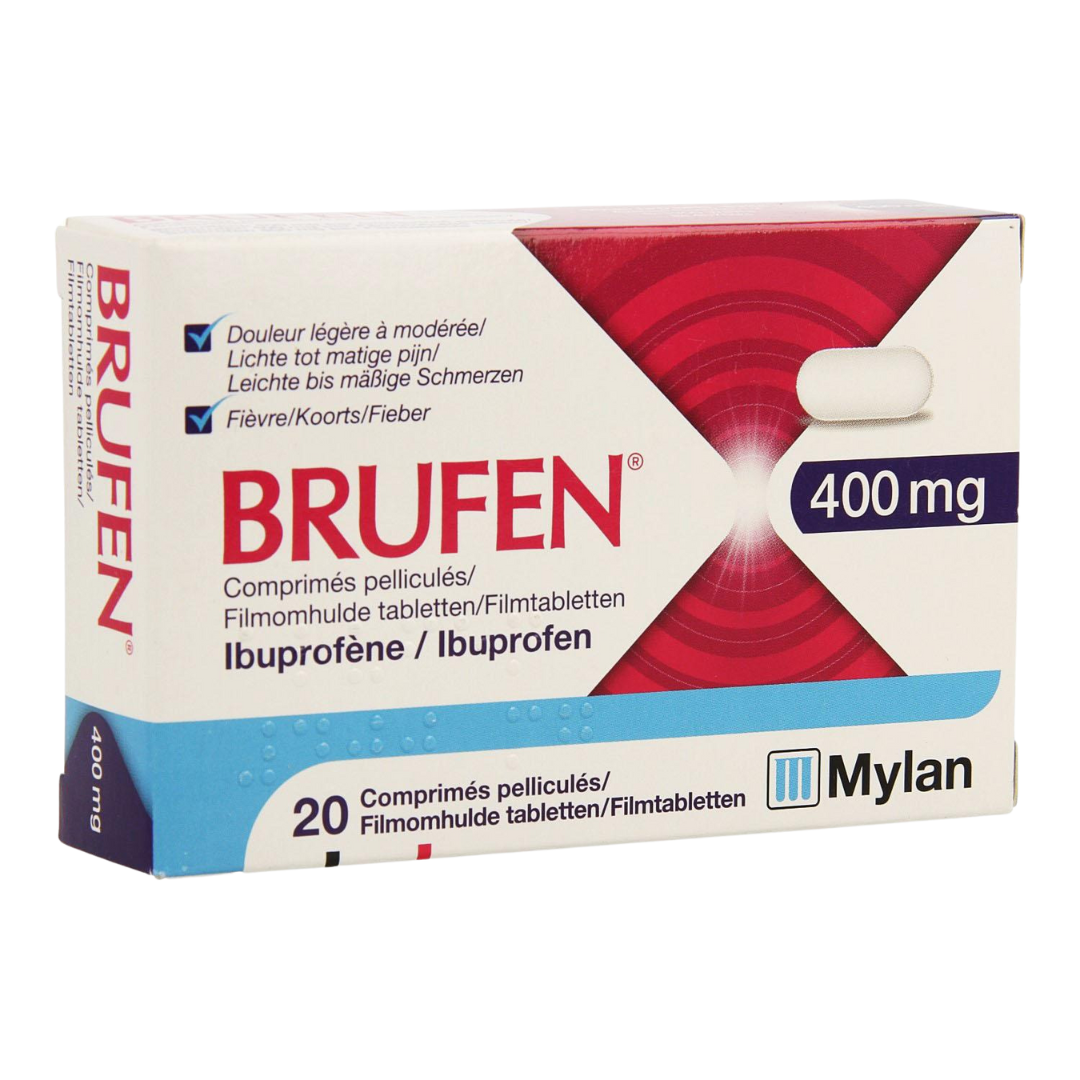 BRUFEN®
Comprimés pelliculés/
Filmomhulde tabletten/
Filmtabletten
400 mg
Douleur légère à modérée/
Lichte tot matige pijn/
Leichte bis mäßige Schmerzen
Fièvre/Koorts/Fieber
BRUFEN®
400 mg
Comprimés pelliculés/
Filmomhulde tabletten/Filmtabletten
Ibuprofène / Ibuprofen
20 Comprimés pelliculés/
Filmomhulde tabletten/Filmtabletten
Mylan